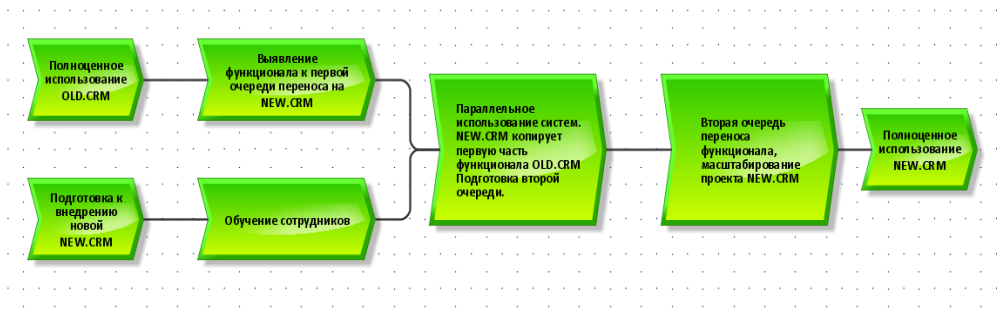 Полноценное
использование
OLD.CRM
Выявление
функционала к первой
очереди переноса на
NEW.CRM
Подготовка к
внедрению
новой
NEW.CRM
Обучение сотрудников
Параллельное
использование систем.
NEW.CRM копирует
первую часть
функционала OLD.CRM
Подготовка второй
очереди.
Вторая очередь
переноса
функционала,
масштабирование
проекта NEW.CRM
Полноценное
использование
NEW.CRM